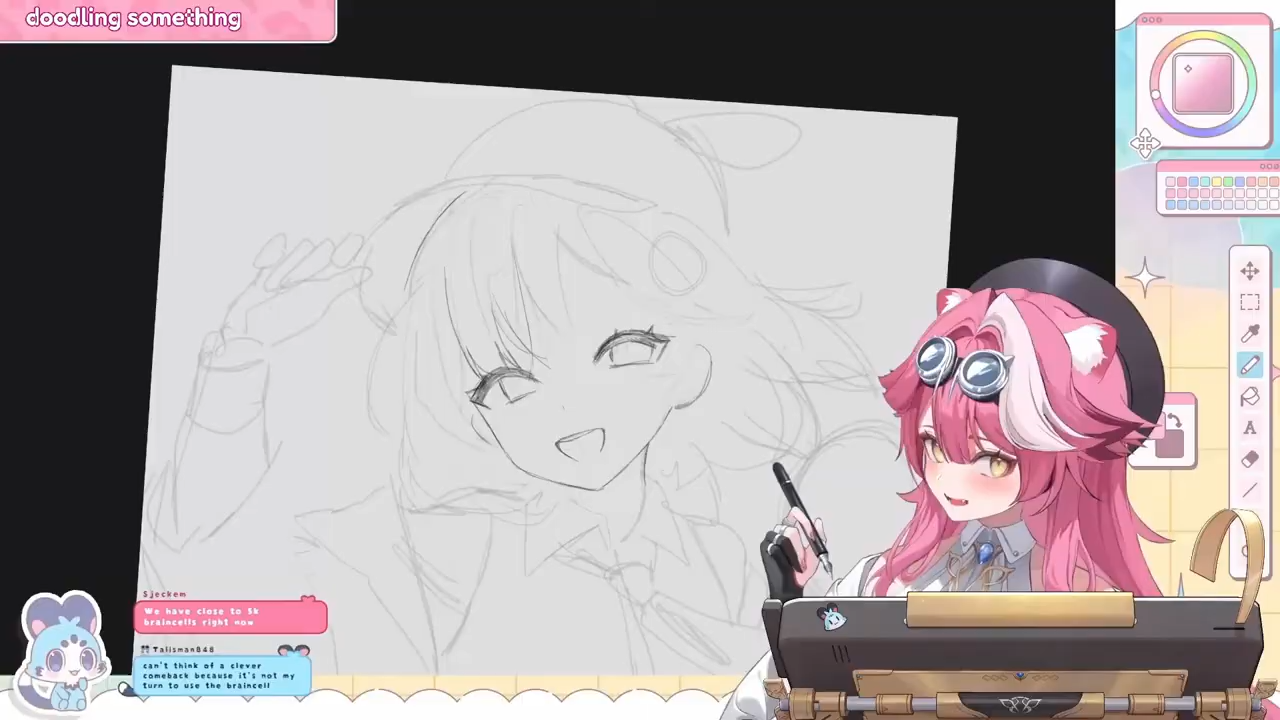 doodling something
Sjeckem
We have close to 5k
braincells right now
Talisman848
can't think of a clever
comeback because it's not my
turn to use the braincell
A